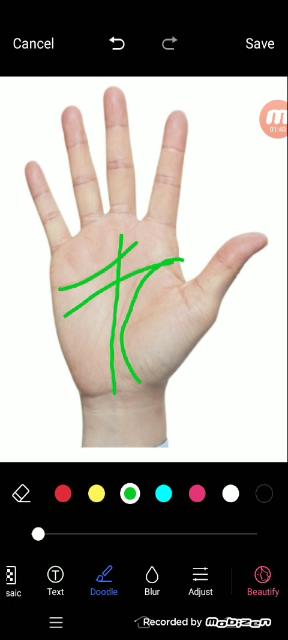 Cancel
Save
01:40
saic
Text
Doodle
Blur
Adjust
Beautify
Recorded by mobizen